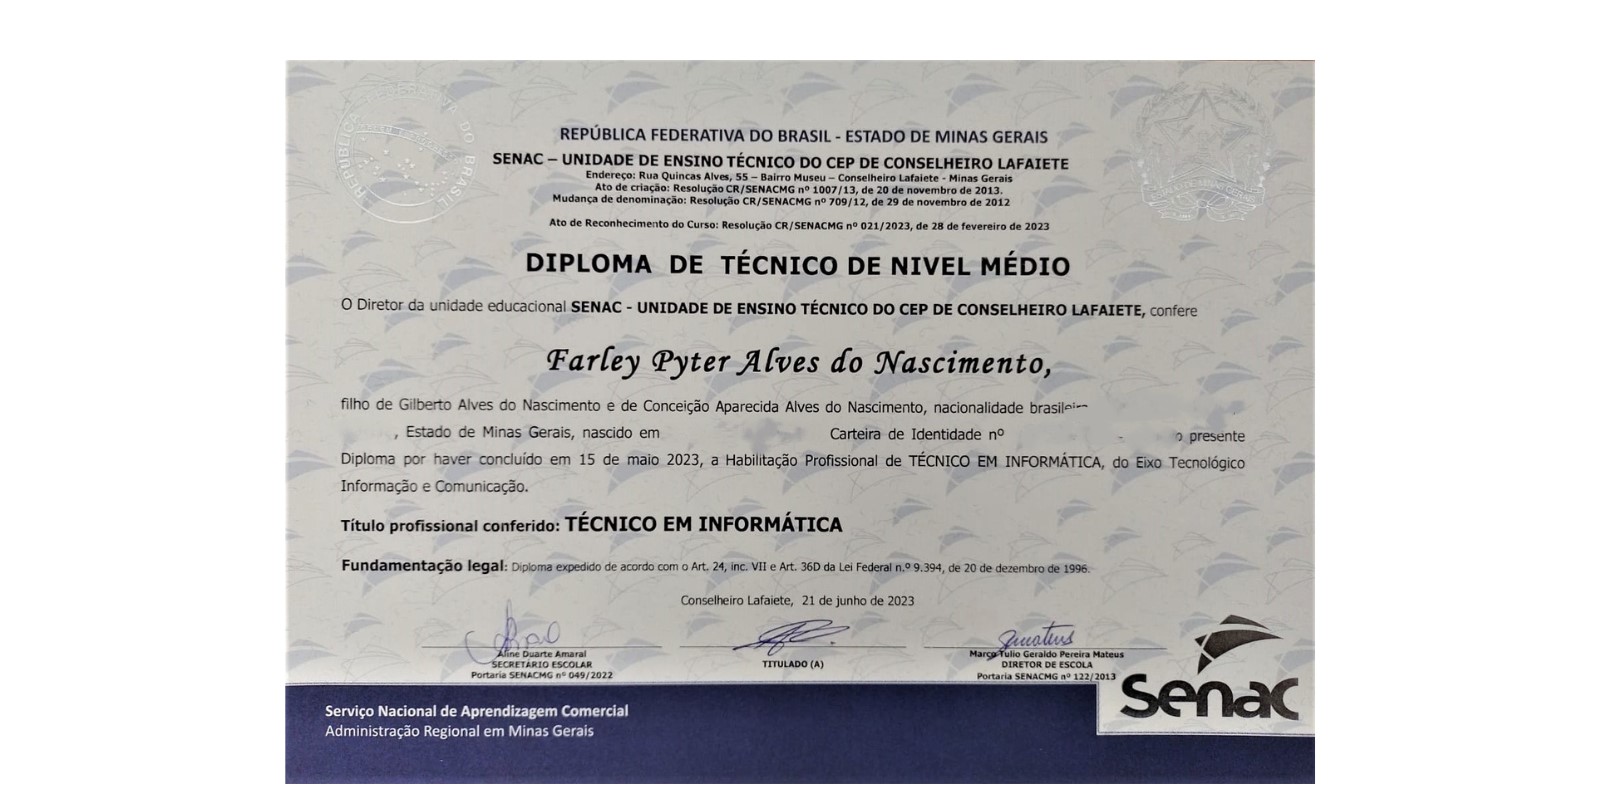 REPÚBLICA FEDERATIVA DO BRASIL
REPÚBLICA FEDERATIVA DO BRASIL - ESTADO DE MINAS GERAIS
SENAC – UNIDADE DE ENSINO TÉCNICO DO CEP DE CONSELHEIRO LAFAIETE
Endereço: Rua Quincas Alves, 55 – Bairro Museu – Conselheiro Lafaiete - Minas Gerais
Ato de criação: Resolução CR/SENACMG nº 1007/13, de 20 de novembro de 2013.
Mudança de denominação: Resolução CR/SENACMG nº 709/12, de 29 de novembro de 2012
Ato de Reconhecimento do Curso: Resolução CR/SENACMG nº 021/2023, de 28 de fevereiro de 2023
DIPLOMA DE TÉCNICO DE NIVEL MÉDIO
O Diretor da unidade educacional SENAC - UNIDADE DE ENSINO TÉCNICO DO CEP DE CONSELHEIRO LAFAIETE, confere
Farley Pyter Alves do Nascimento,
filho de Gilberto Alves do Nascimento e de Conceição Aparecida Alves do Nascimento, nacionalidade brasileira
, Estado de Minas Gerais, nascido em Carteira de Identidade nº o presente
Diploma por haver concluído em 15 de maio 2023, a Habilitação Profissional de TÉCNICO EM INFORMÁTICA, do Eixo Tecnológico
Informação e Comunicação.
Título profissional conferido: TÉCNICO EM INFORMÁTICA
Fundamentação legal: Diploma expedido de acordo com o Art. 24, inc. VII e Art. 36D da Lei Federal n.º 9.394, de 20 de dezembro de 1996.
Conselheiro Lafaiete, 21 de junho de 2023
Aline Duarte Amaral
SECRETÁRIO ESCOLAR
Portaria SENACMG nº 049/2022
TITULADO (A)
Marco Tulio Geraldo Pereira Mateus
DIRETOR DE ESCOLA
Portaria SENACMG nº 122/2013
Senac
Serviço Nacional de Aprendizagem Comercial
Administração Regional em Minas Gerais